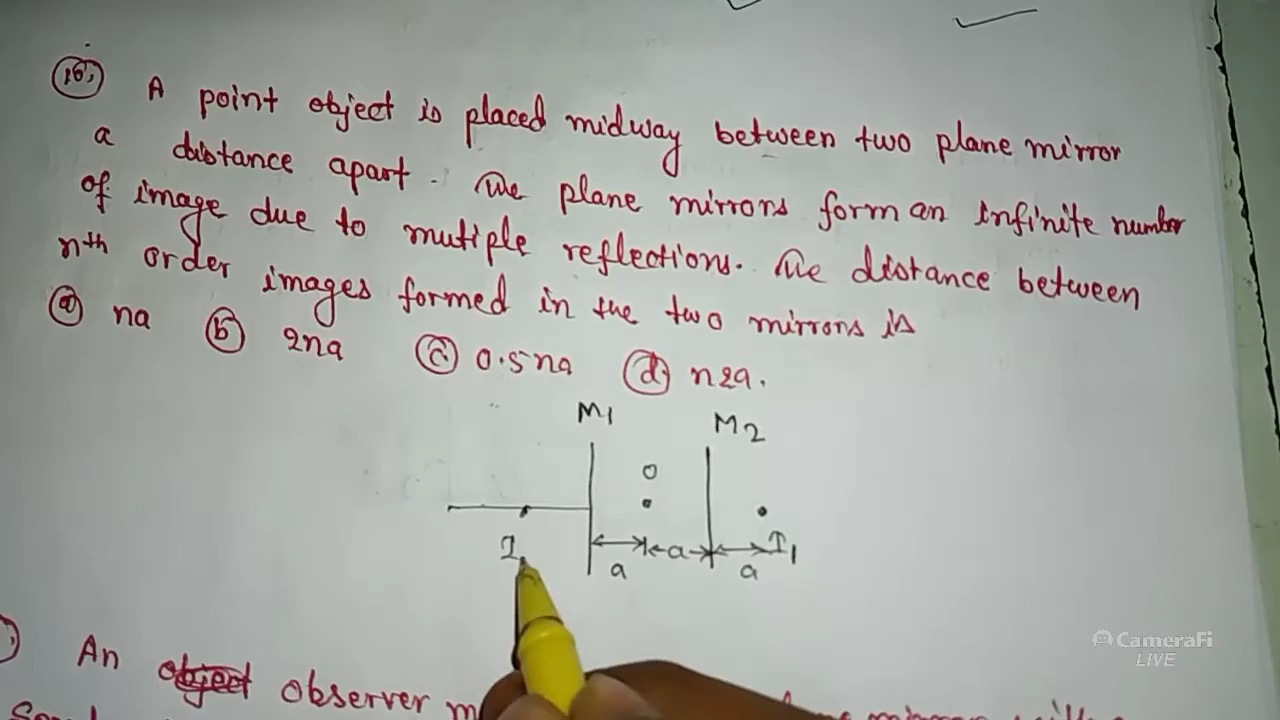 16. A point object is placed midway between two plane mirror
a distance apart. The plane mirrors form an infinite number
of image due to mutiple reflections. The distance between
nth order images formed in the two mirrors is
a na b 2na c. 0.5na d. n2a.
M1 M2
O
I I1
a a a
An object observer
CameraFi
LIVE